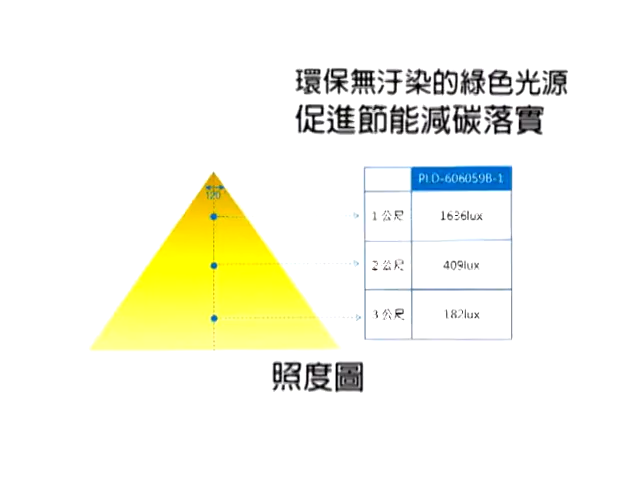 環保無汙染的綠色光源
促進節能減碳落實
120
PLD-606059B-1
1 公尺 1636lux
2 公尺 409lux
3 公尺 182lux
照度圖